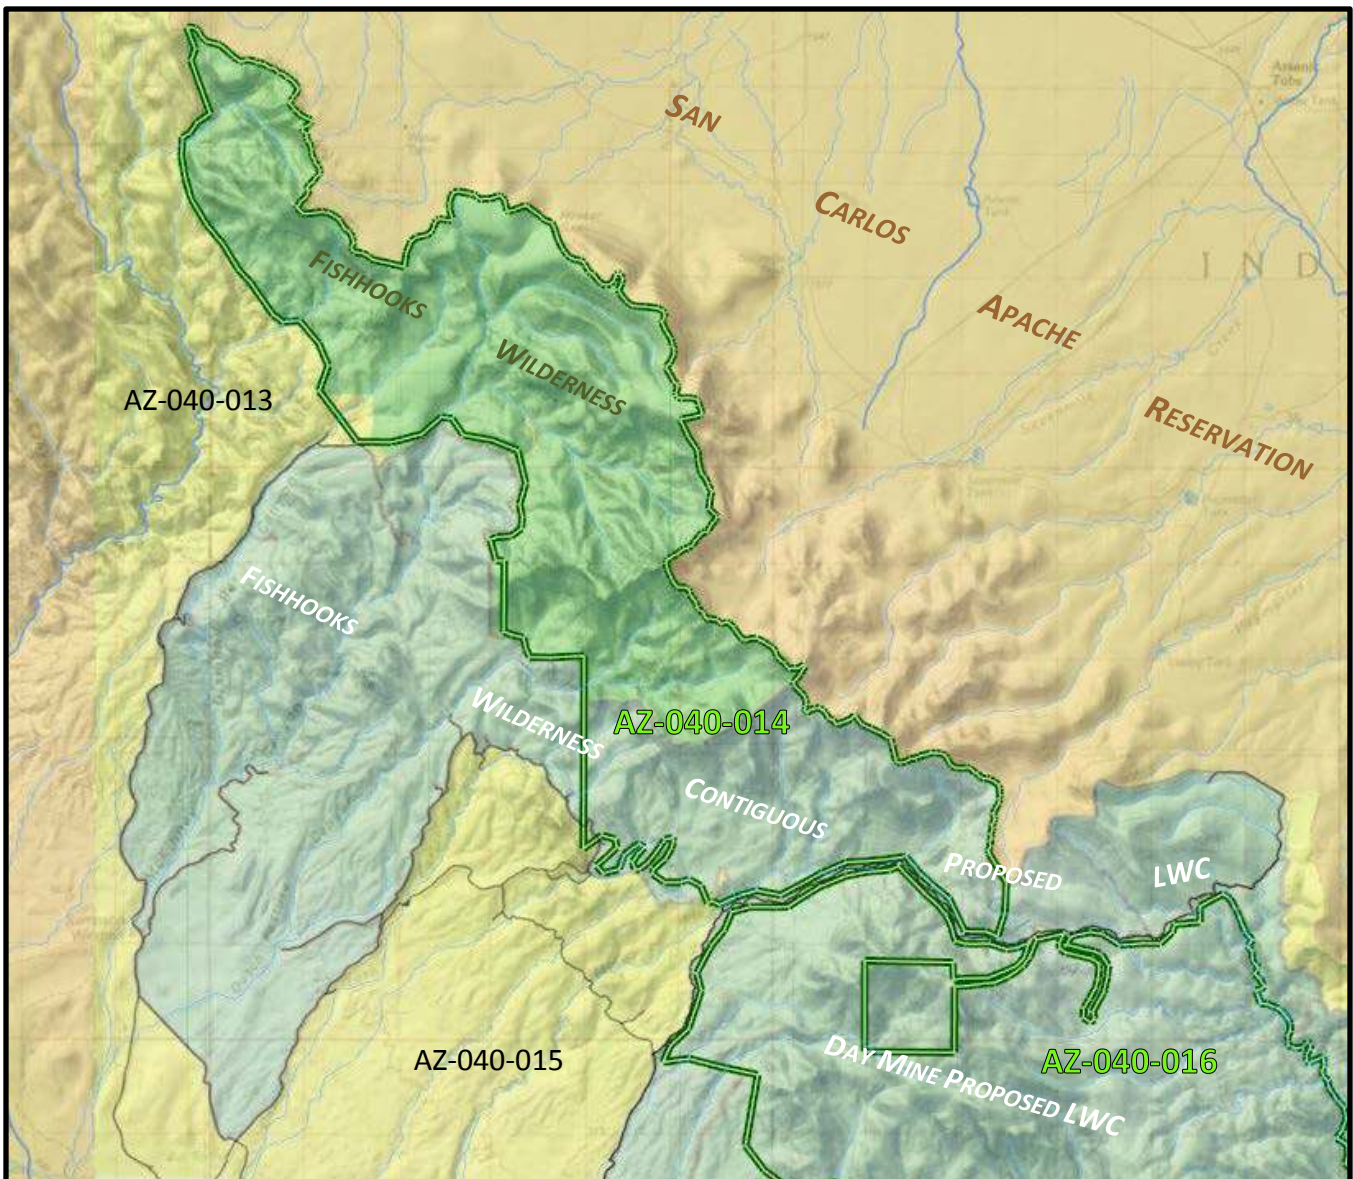 SAN
CARLOS
APACHE
RESERVATION
IND
FISHHOOKS
WILDERNESS
AZ-040-013
FISHHOOKS
WILDERNESS
AZ-040-014
CONTIGUOUS
PROPOSED
LWC
AZ-040-015
AZ-040-016
DAY MINE PROPOSED LWC